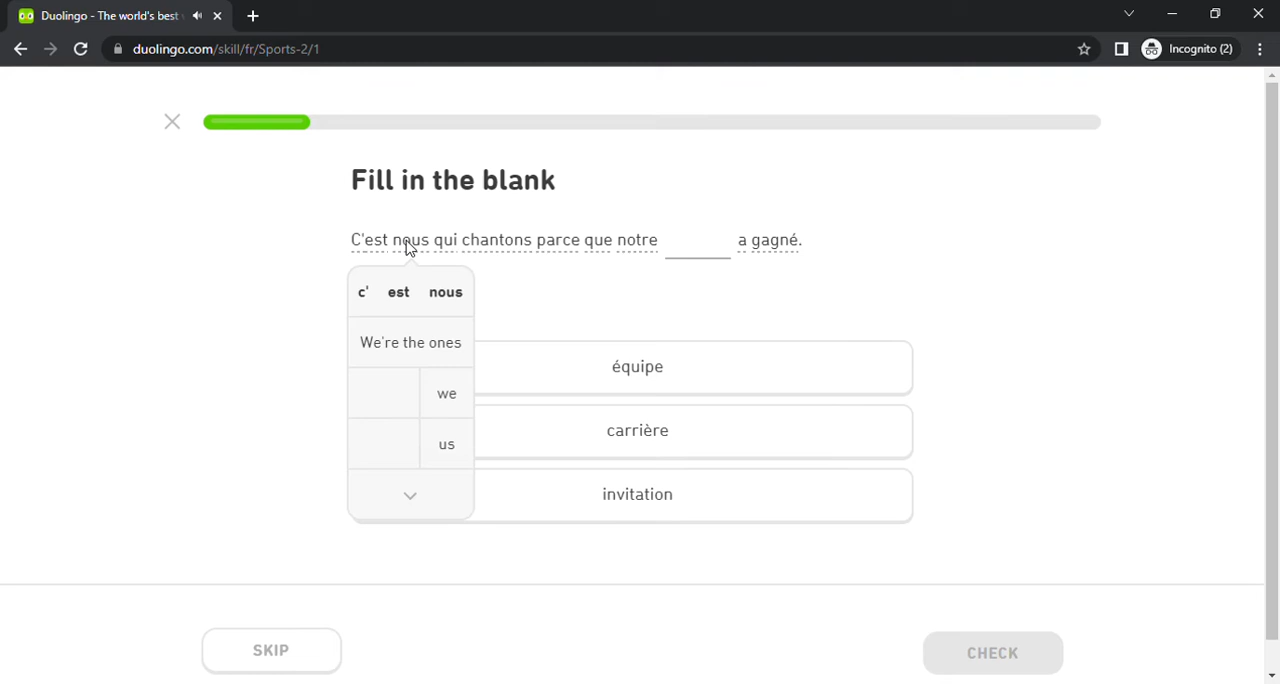 Duolingo - The world's best
duolingo.com/skill/fr/Sports-2/1
Incognito (2)
Fill in the blank
C'est nous qui chantons parce que notre ______ a gagné.
c' est nous
We're the ones
we
us
équipe
carrière
invitation
SKIP
CHECK